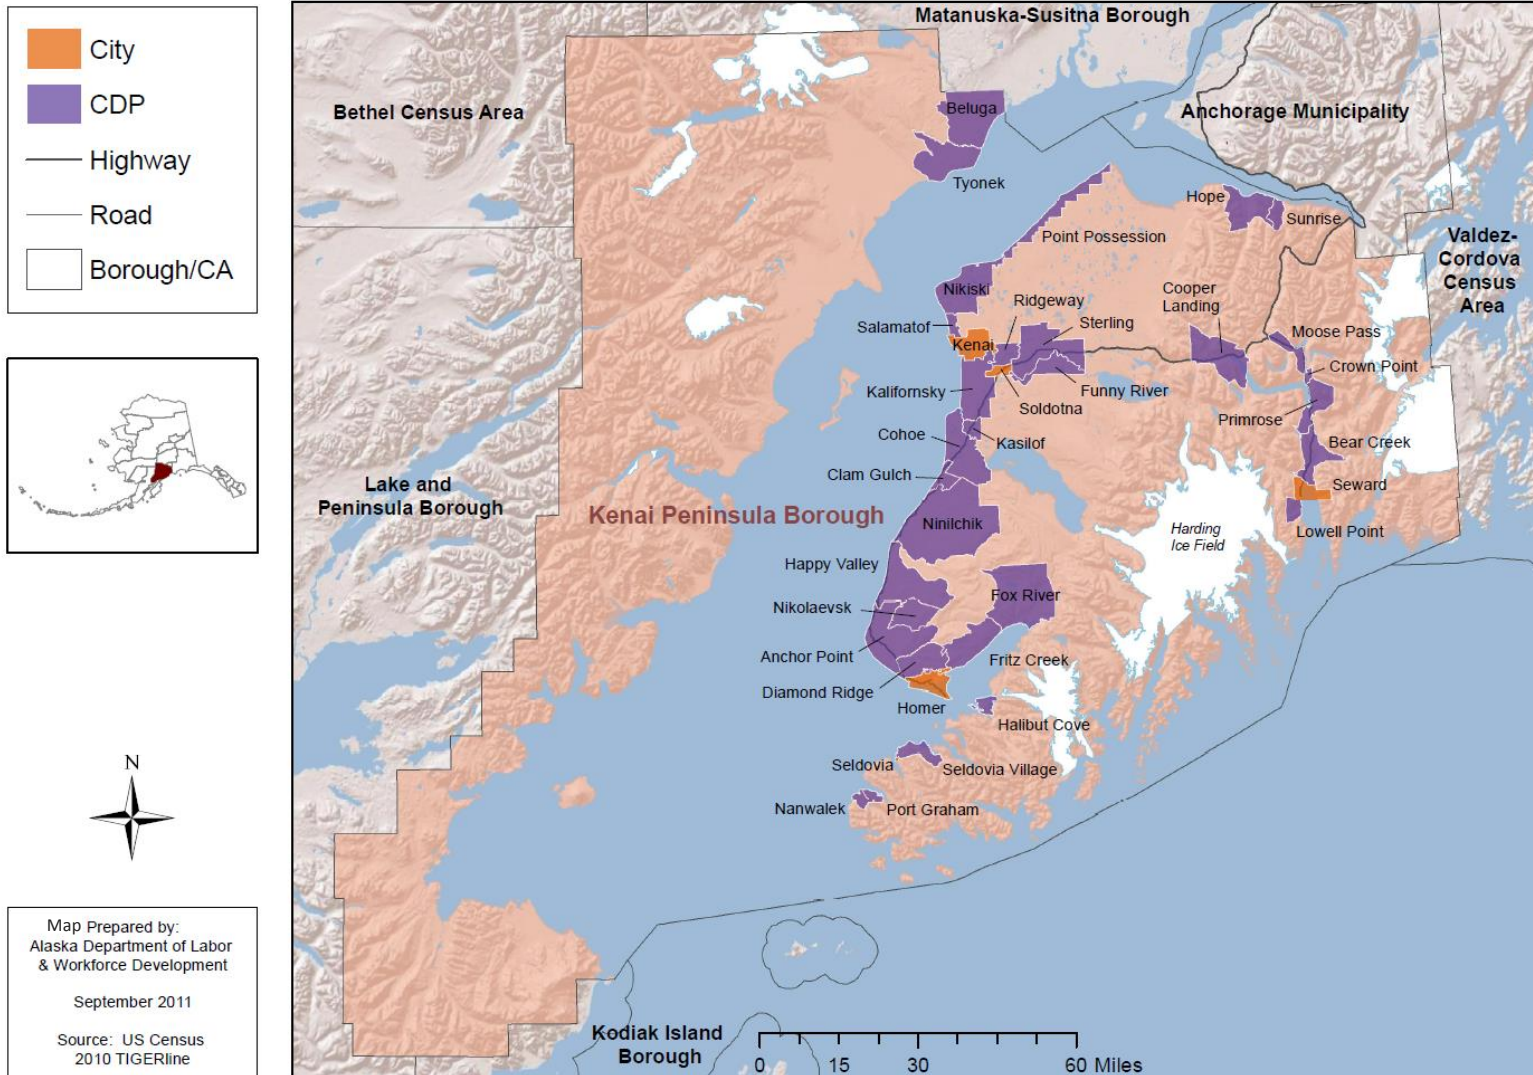 City
CDP
Highway
Road
Borough/CA
N
Map Prepared by:
Alaska Department of Labor
& Workforce Development
September 2011
Source: US Census
2010 TIGERline
Matanuska-Susitna Borough
Bethel Census Area
Beluga
Anchorage Municipality
Tyonek
Hope
Sunrise
Point Possession
Valdez-
Cordova
Census
Area
Nikiski
Ridgeway
Cooper
Landing
Salamatof
Sterling
Moose Pass
Kenai
Crown Point
Kalifornsky
Funny River
Soldotna
Primrose
Cohoe
Kasilof
Bear Creek
Clam Gulch
Seward
Lake and
Peninsula Borough
Kenai Peninsula Borough
Ninilchik
Harding
Ice Field
Lowell Point
Happy Valley
Fox River
Nikolaevsk
Anchor Point
Fritz Creek
Diamond Ridge
Homer
Halibut Cove
Seldovia
Seldovia Village
Nanwalek
Port Graham
Kodiak Island
Borough
0 15 30 60 Miles